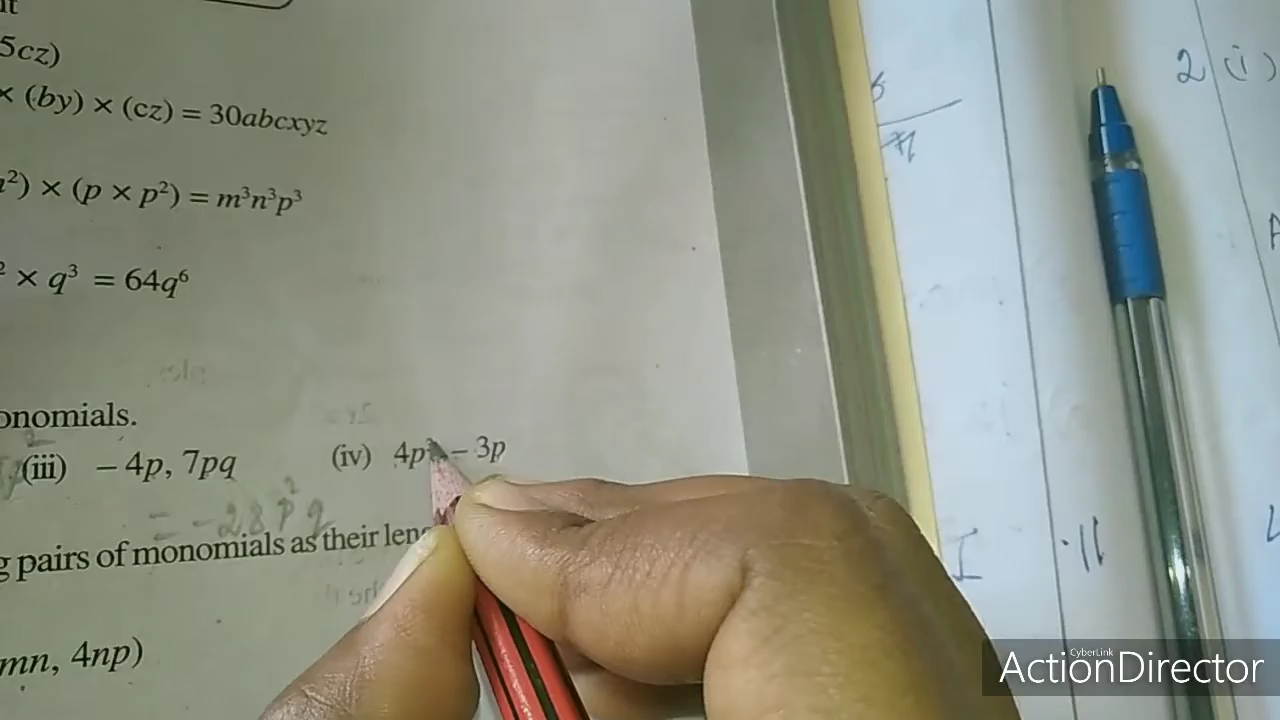 5cz)
× (by) × (cz) = 30abcxyz
²) × (p × p²) = m³n³p³
² × q³ = 64q⁶
onomials.
(iii) – 4p, 7pq (iv) 4p³ – 3p
= -28p²q
g pairs of monomials as their
mn, 4np)
2 (i)
CyberLink
ActionDirector